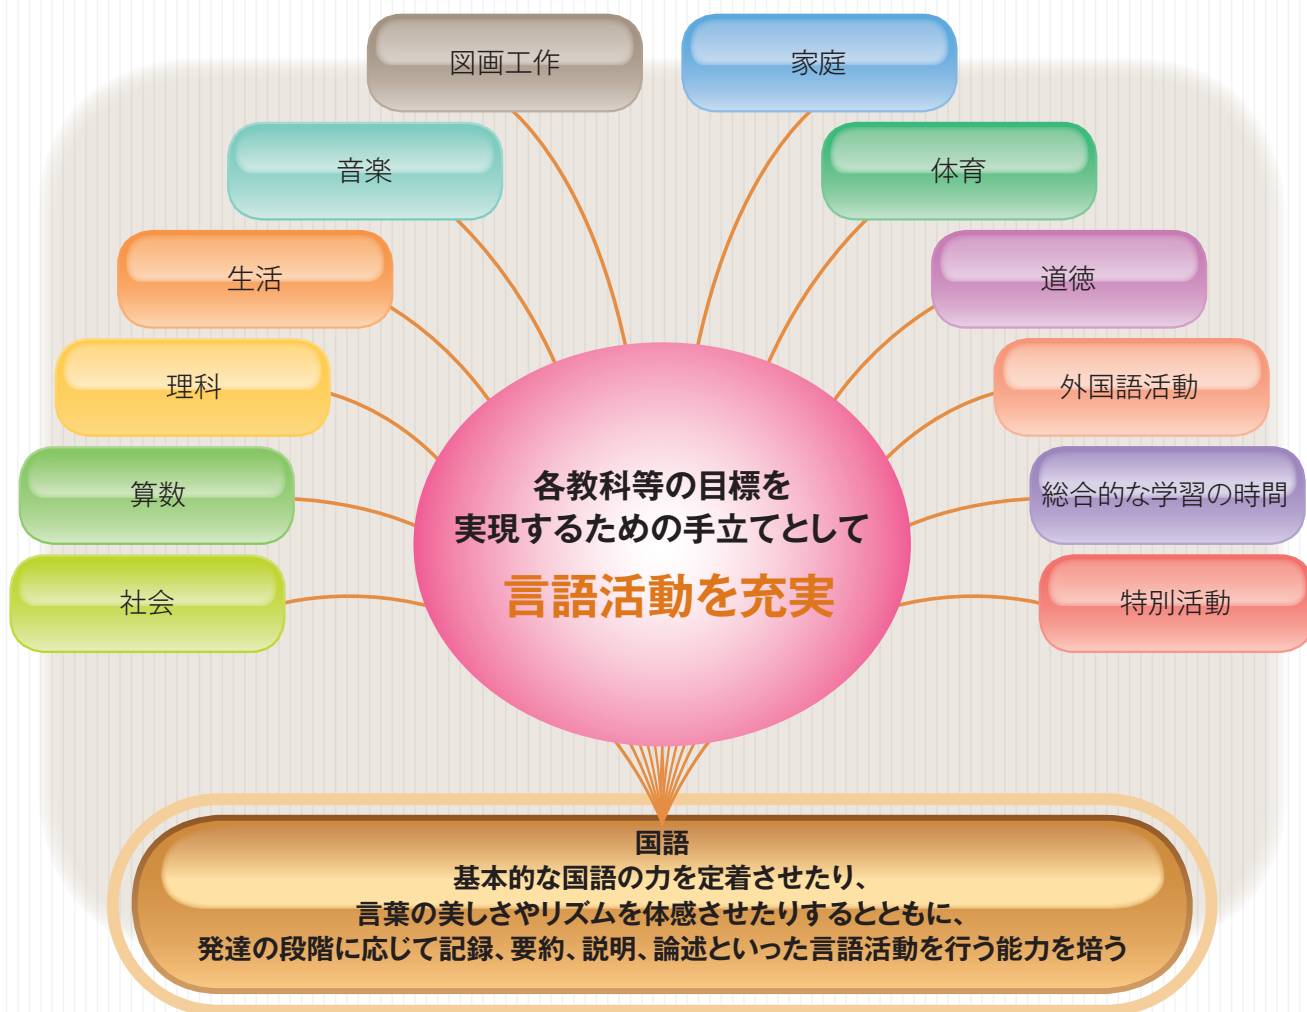 図画工作
家庭
音楽
体育
生活
道徳
理科
外国語活動
算数
総合的な学習の時間
社会
特別活動
各教科等の目標を
実現するための手立てとして
言語活動を充実
国語
基本的な国語の力を定着させたり、
言葉の美しさやリズムを体感させたりするとともに、
発達の段階に応じて記録、要約、説明、論述といった言語活動を行う能力を培う